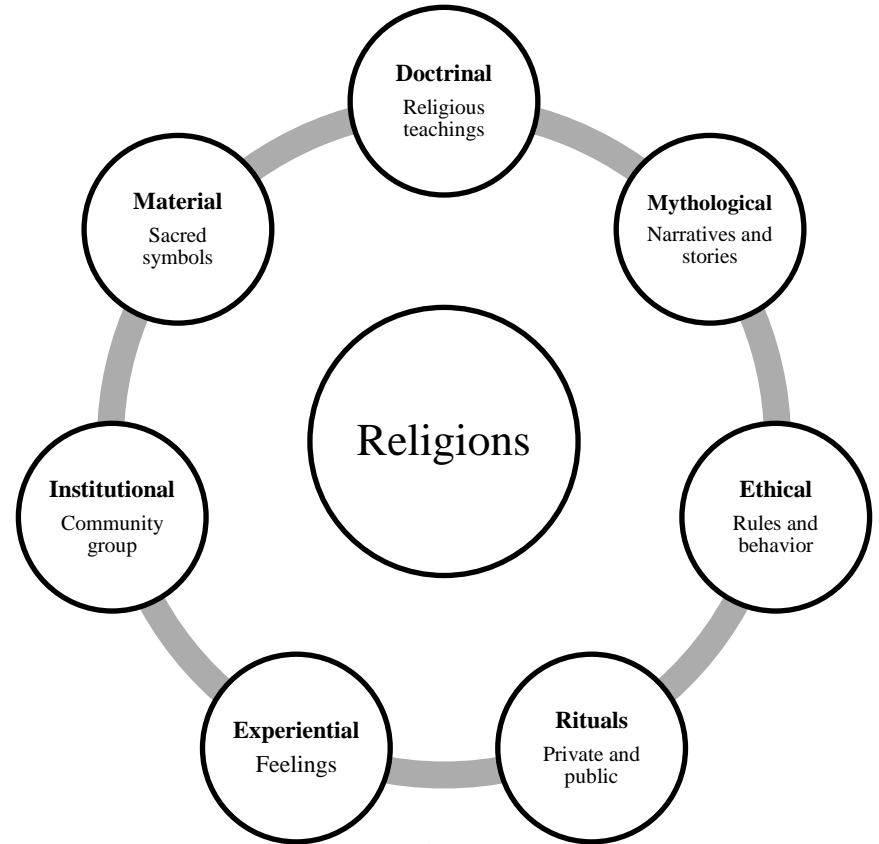 Doctrinal
Religious
teachings
Mythological
Narratives and
stories
Ethical
Rules and
behavior
Rituals
Private and
public
Experiential
Feelings
Institutional
Community
group
Material
Sacred
symbols
Religions